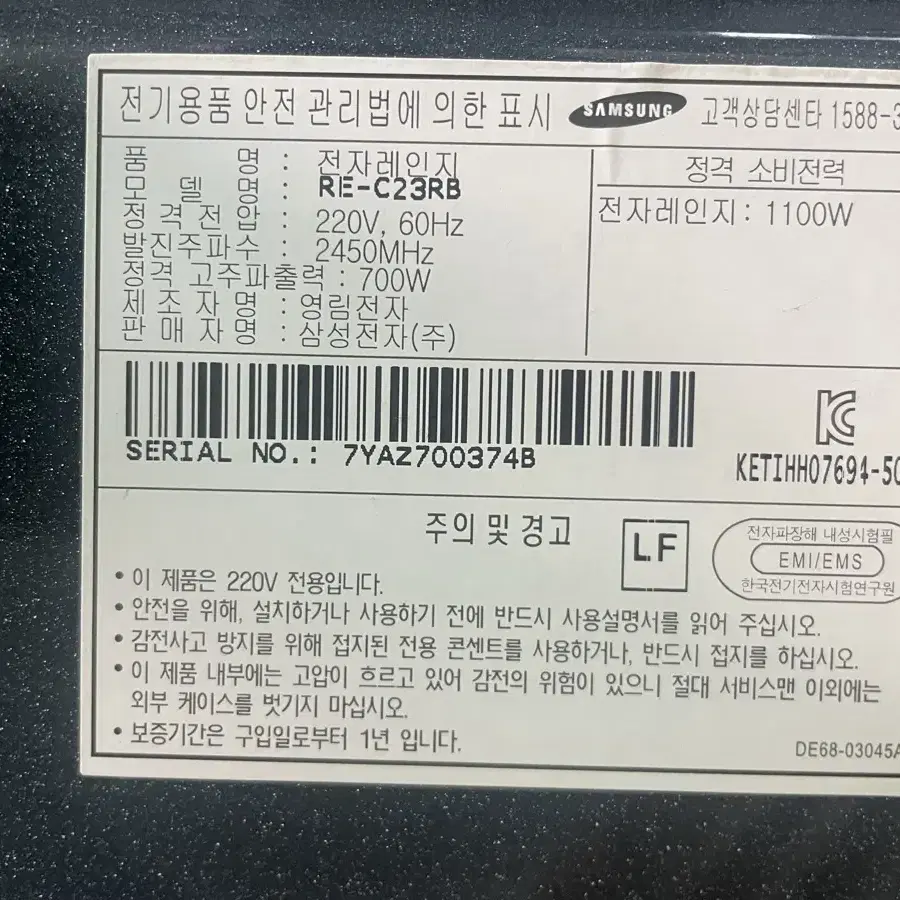 전기용품 안전 관리법에 의한 표시 SAMSUNG 고객상담센타 1588-3
품 명 : 전자레인지
모 델 명 : RE-C23RB
정 격 전 압 : 220V, 60Hz
발진주파수 : 2450MHz
정격 고주파출력 : 700W
제 조 자 명 : 영림전자
판 매 자 명 : 삼성전자(주)
정격 소비전력
전자레인지 : 1100W
SERIAL NO.: 7YAZ700374B
KETIHH07694-50
주의 및 경고
LF
전자파장해 내성시험필
EMI/EMS
한국전기전자시험연구원
• 이 제품은 220V 전용입니다.
• 안전을 위해, 설치하거나 사용하기 전에 반드시 사용설명서를 읽어 주십시오.
• 감전사고 방지를 위해 접지된 전용 콘센트를 사용하거나, 반드시 접지를 하십시오.
• 이 제품 내부에는 고압이 흐르고 있어 감전의 위험이 있으니 절대 서비스맨 이외에는
외부 케이스를 벗기지 마십시오.
• 보증기간은 구입일로부터 1년 입니다.
DE68-03045A